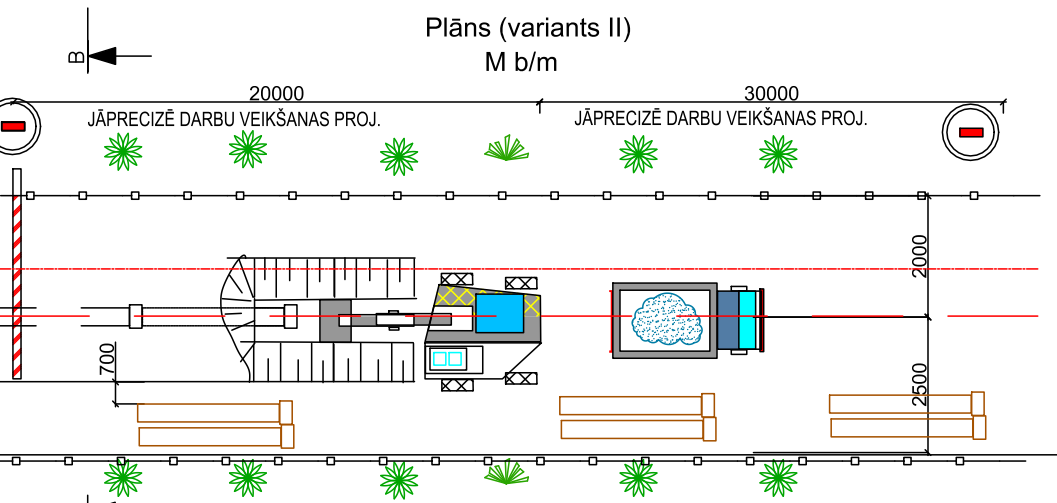 Plāns (variants II)
M b/m
B
20000
30000
JĀPRECIZĒ DARBU VEIKŠANAS PROJ.
JĀPRECIZĒ DARBU VEIKŠANAS PROJ.
2000
700
2500